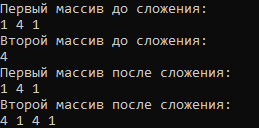 Первый массив до сложения:
1 4 1
Второй массив до сложения:
4
Первый массив после сложения:
1 4 1
Второй массив после сложения:
4 1 4 1